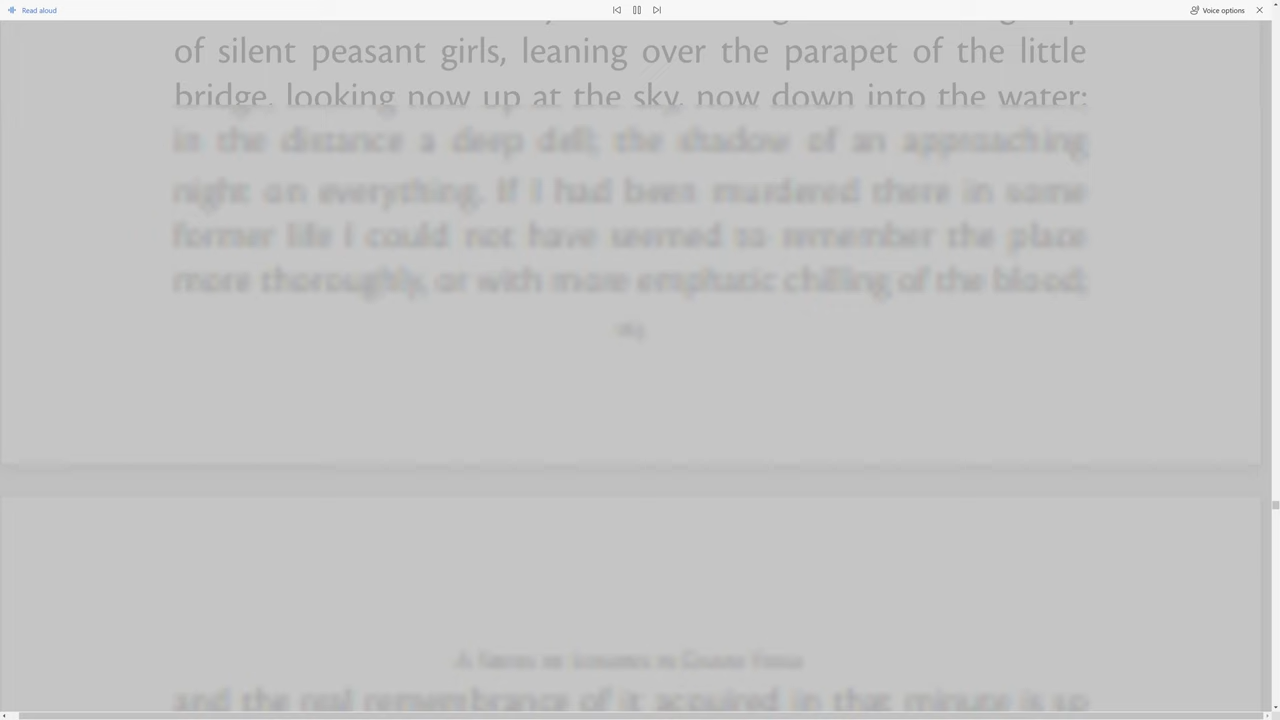 Read aloud
Voice options
of silent peasant girls, leaning over the parapet of the little
bridge, looking now up at the sky, now down into the water;
in the distance a deep dell; the shadow of an approaching
night on everything. If I had been murdered there in some
former life I could not have seemed to remember the place
more thoroughly, or with more emphatic chilling of the blood;
and the real remembrance of it acquired in that minute is so